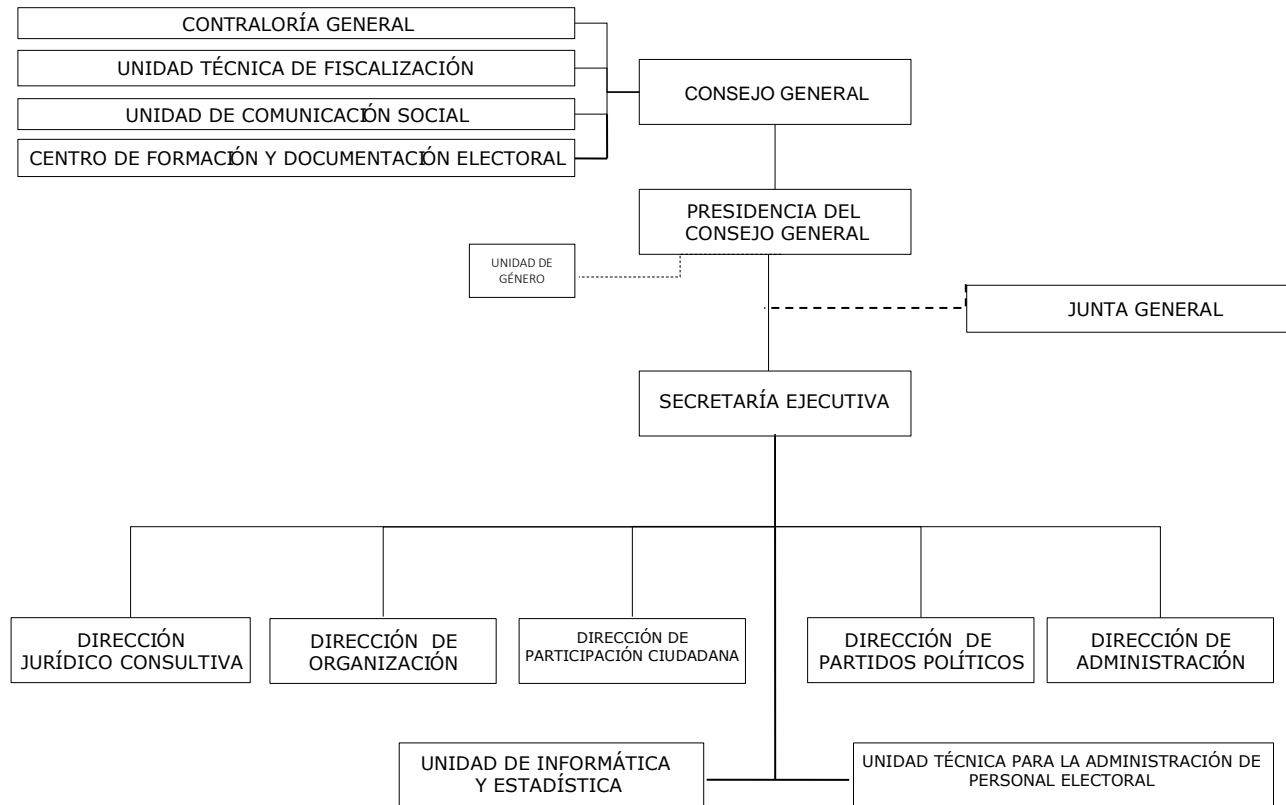 CONTRALORÍA GENERAL
UNIDAD TÉCNICA DE FISCALIZACIÓN
UNIDAD DE COMUNICACIÓN SOCIAL
CENTRO DE FORMACIÓN Y DOCUMENTACIÓN ELECTORAL
CONSEJO GENERAL
PRESIDENCIA DEL
CONSEJO GENERAL
UNIDAD DE
GÉNERO
JUNTA GENERAL
SECRETARÍA EJECUTIVA
DIRECCIÓN
JURÍDICO CONSULTIVA
DIRECCIÓN DE
ORGANIZACIÓN
DIRECCIÓN DE
PARTICIPACIÓN CIUDADANA
DIRECCIÓN DE
PARTIDOS POLÍTICOS
DIRECCIÓN DE
ADMINISTRACIÓN
UNIDAD DE INFORMÁTICA
Y ESTADÍSTICA
UNIDAD TÉCNICA PARA LA ADMINISTRACIÓN DE
PERSONAL ELECTORAL